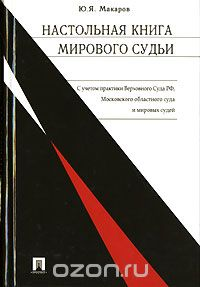 Ю.Я. Макаров
НАСТОЛЬНАЯ КНИГА
МИРОВОГО СУДЬИ
С учетом практики Верховного Суда РФ,
Московского областного суда
и мировых судей
ozon.ru